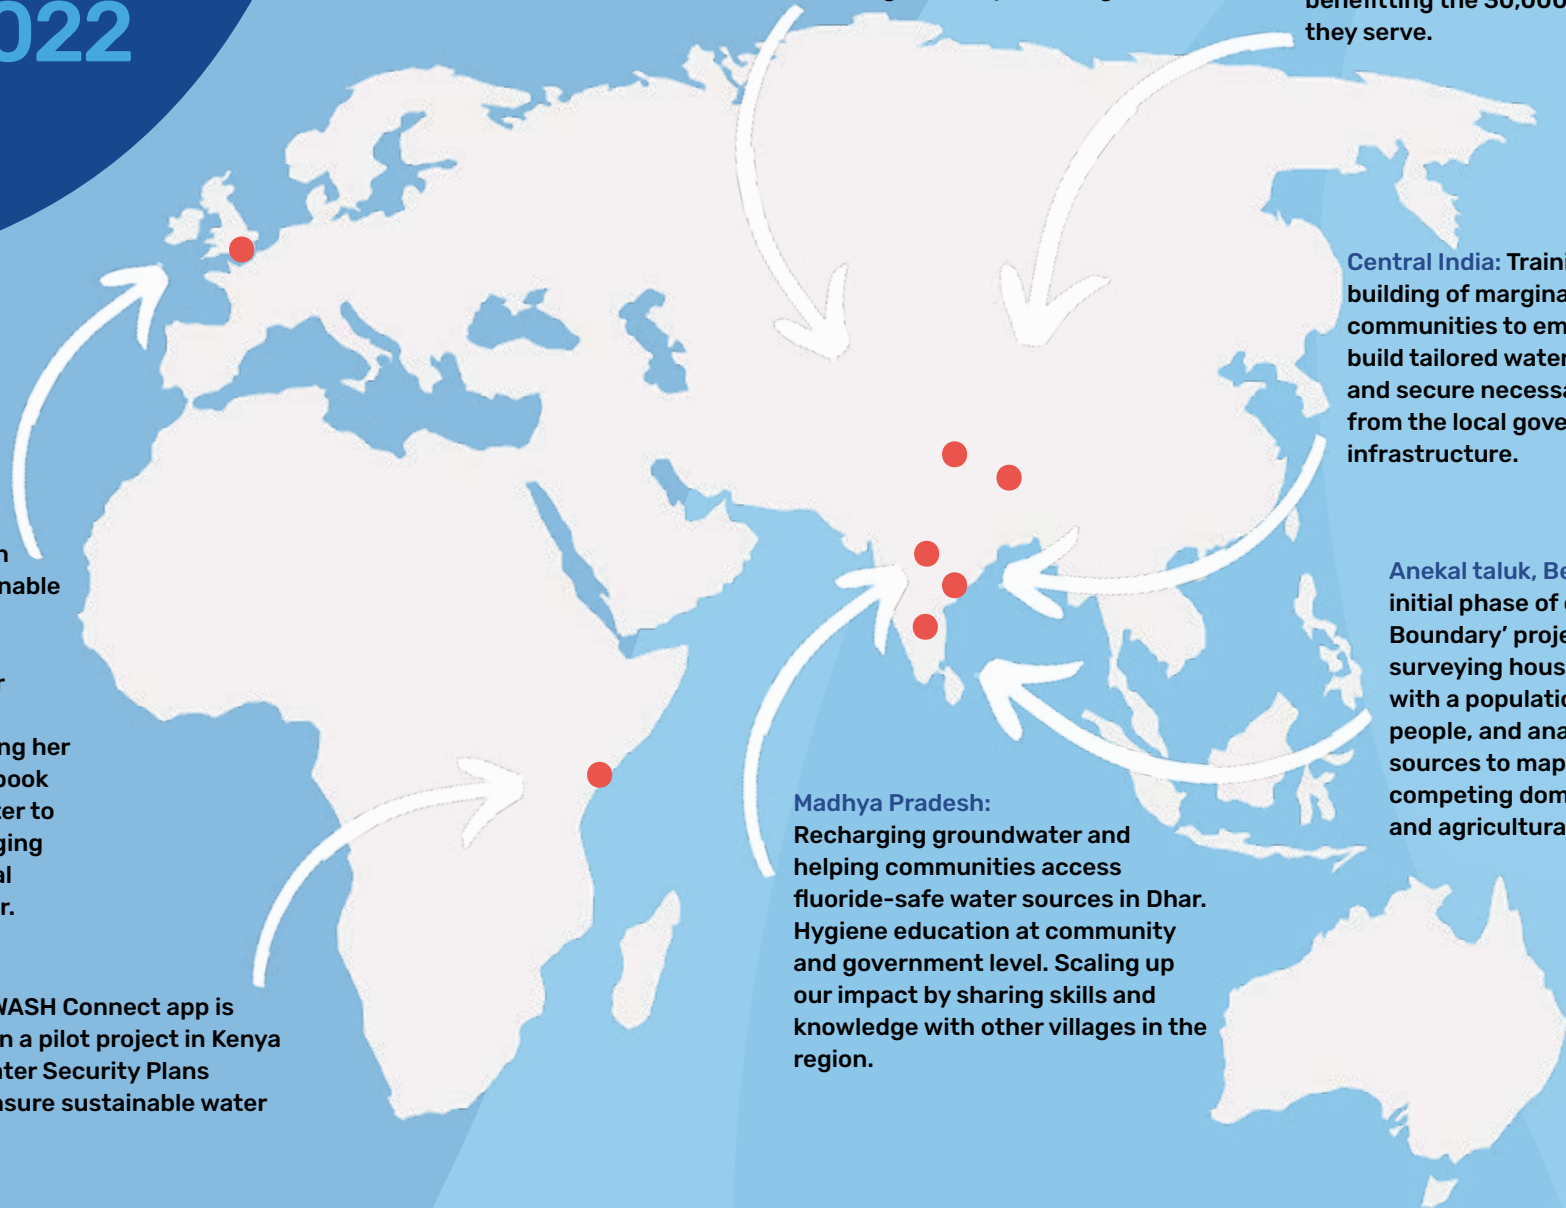 022
they serve.
Central India: Traini
building of margina
communities to em
build tailored water
and secure necessa
from the local gove
infrastructure.
n
nable
r
ng her
book
ter to
ging
al
r.
Anekal taluk, Be
initial phase of
Boundary’ proje
surveying hous
with a populatio
people, and ana
sources to map
competing dom
and agricultura
Madhya Pradesh:
Recharging groundwater and
helping communities access
fluoride-safe water sources in Dhar.
Hygiene education at community
and government level. Scaling up
our impact by sharing skills and
knowledge with other villages in the
region.
WASH Connect app is
n a pilot project in Kenya
ater Security Plans
nsure sustainable water